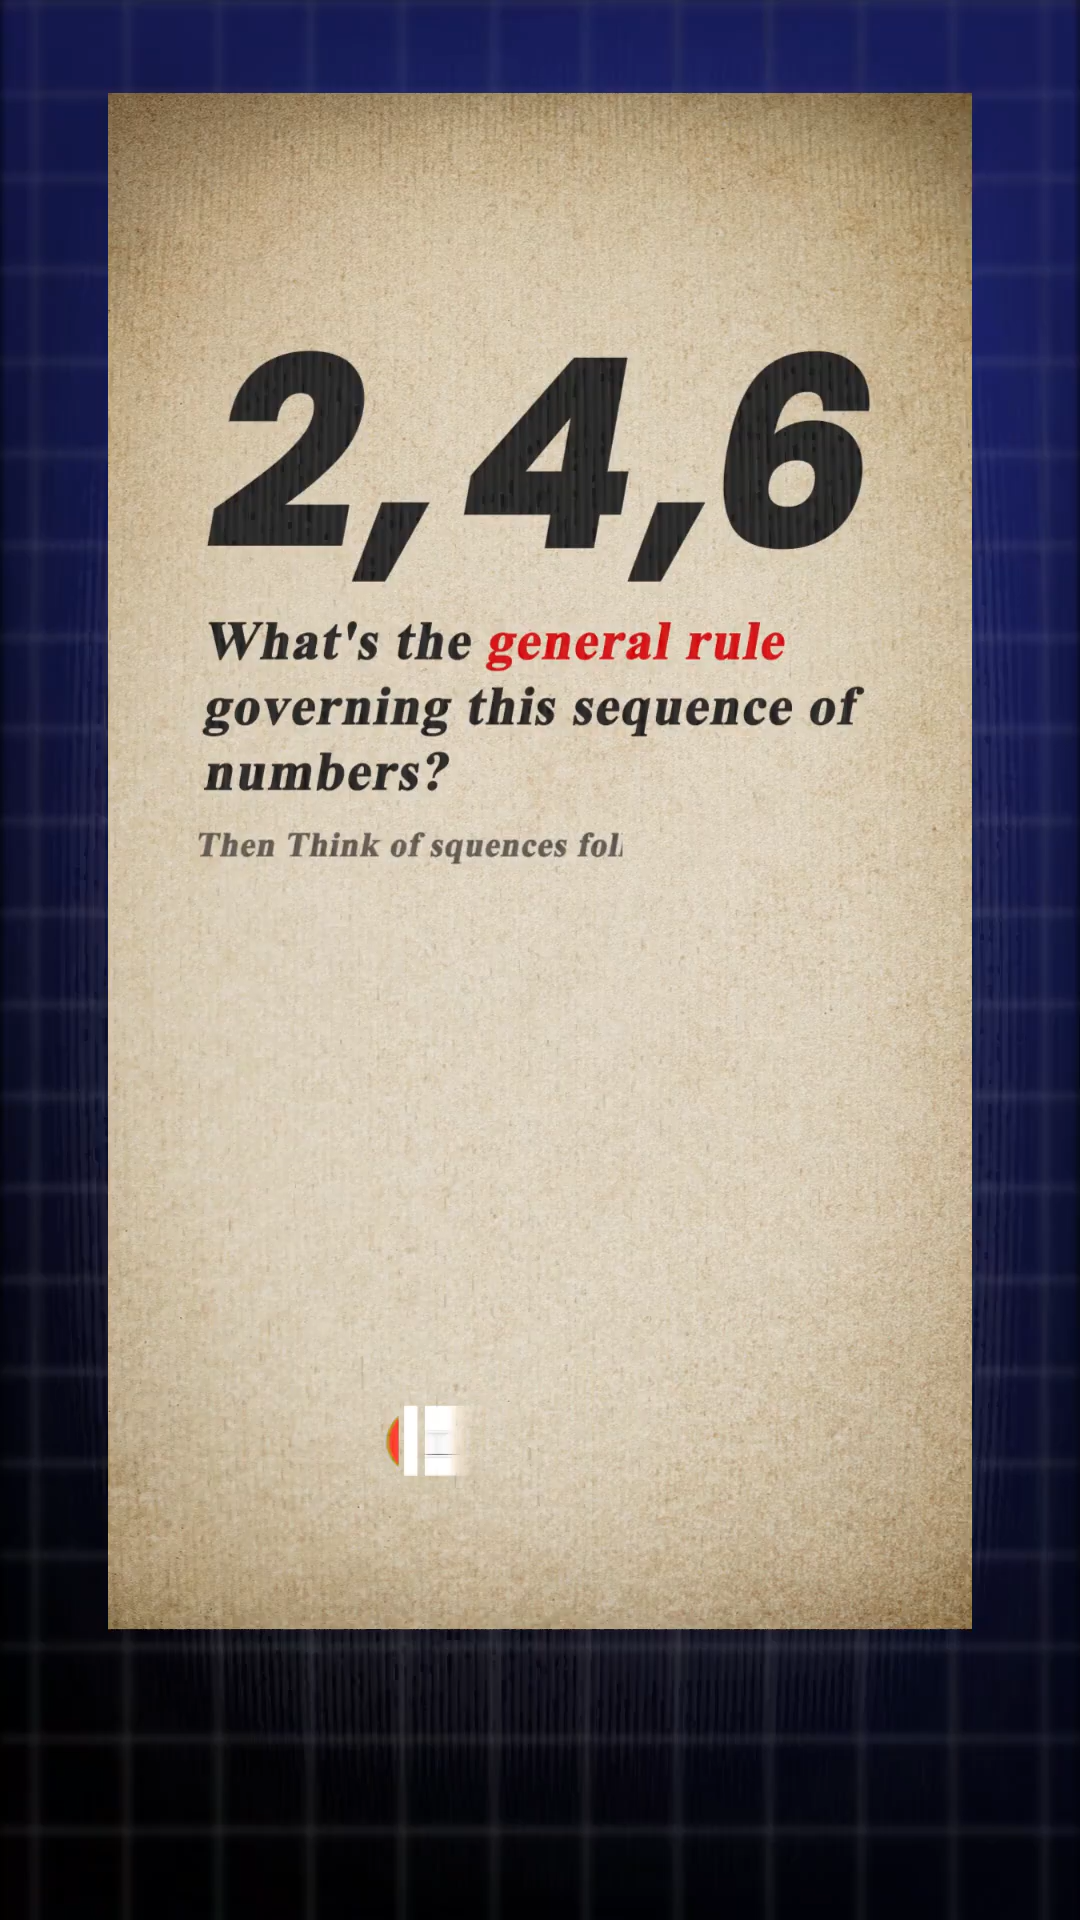 2,4,6
What's the general rule
governing this sequence of
numbers?
Then Think of squences